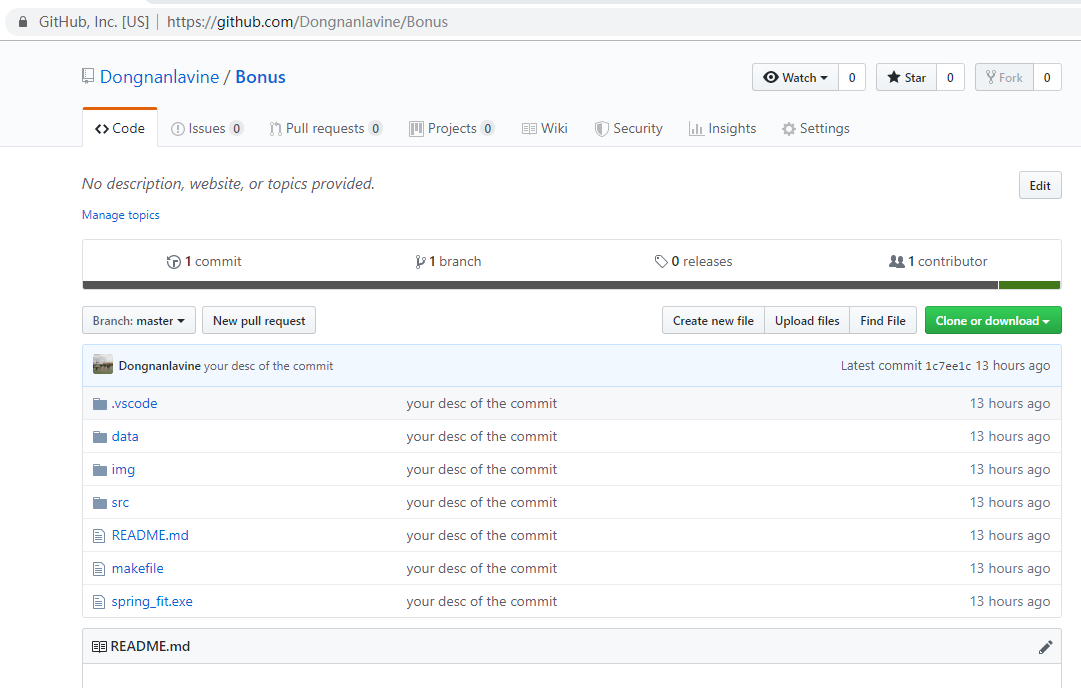 GitHub, Inc. [US] | https://github.com/Dongnanlavine/Bonus
Dongnanlavine / Bonus
Watch 0 Star 0 Fork 0
Code Issues 0 Pull requests 0 Projects 0 Wiki Security Insights Settings
No description, website, or topics provided.
Edit
Manage topics
1 commit 1 branch 0 releases 1 contributor
Branch: master New pull request Create new file Upload files Find File Clone or download
Dongnanlavine your desc of the commit Latest commit 1c7ee1c 13 hours ago
.vscode your desc of the commit 13 hours ago
data your desc of the commit 13 hours ago
img your desc of the commit 13 hours ago
src your desc of the commit 13 hours ago
README.md your desc of the commit 13 hours ago
makefile your desc of the commit 13 hours ago
spring_fit.exe your desc of the commit 13 hours ago
README.md